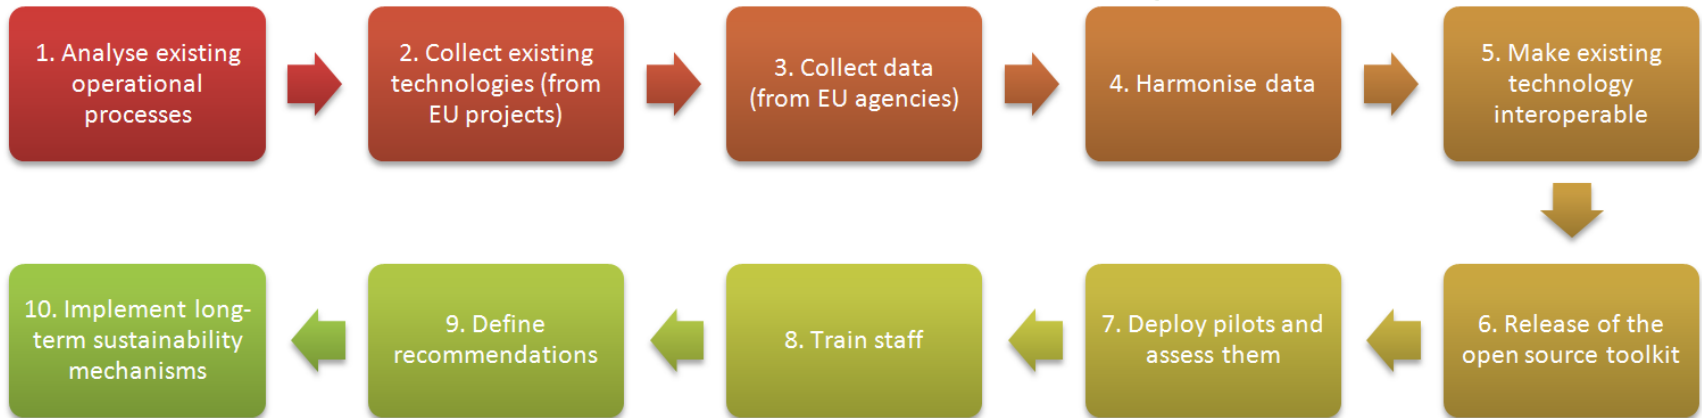 1. Analyse existing
operational
processes
2. Collect existing
technologies (from
EU projects)
3. Collect data
(from EU agencies)
4. Harmonise data
5. Make existing
technology
interoperable
6. Release of the
open source toolkit
7. Deploy pilots and
assess them
8. Train staff
9. Define
recommendations
10. Implement long-
term sustainability
mechanisms